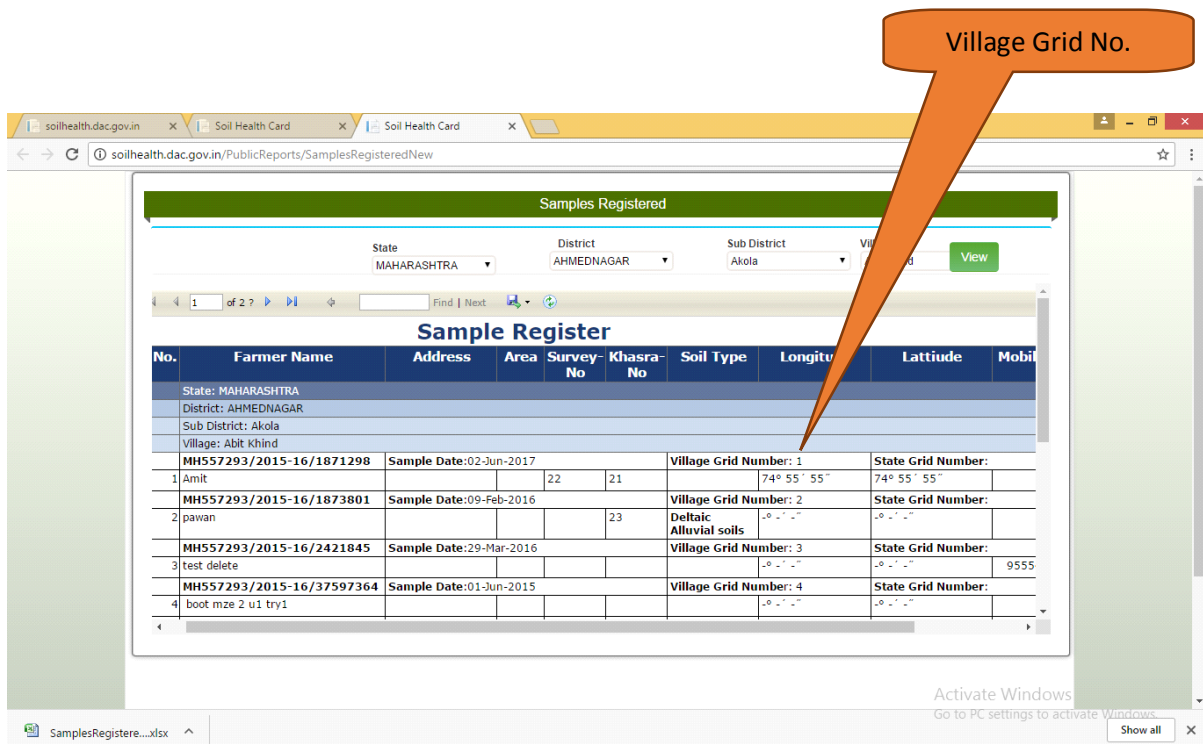 Village Grid No.
soilhealth.dac.gov.in Soil Health Card Soil Health Card
soilhealth.dac.gov.in/PublicReports/SamplesRegisteredNew
Samples Registered
State District Sub District
MAHARASHTRA AHMEDNAGAR Akola View
1 of 2 ? Find | Next
Sample Register
No. Farmer Name Address Area Survey-No Khasra-No Soil Type Longitu Lattiude Mobil
State: MAHARASHTRA
District: AHMEDNAGAR
Sub District: Akola
Village: Abit Khind
MH557293/2015-16/1871298 Sample Date:02-Jun-2017 Village Grid Number: 1 State Grid Number:
1 Amit 22 21 74º 55´ 55˝ 74º 55´ 55˝
MH557293/2015-16/1873801 Sample Date:09-Feb-2016 Village Grid Number: 2 State Grid Number:
2 pawan 23 Deltaic Alluvial soils -º -´ -˝ -º -´ -˝
MH557293/2015-16/2421845 Sample Date:29-Mar-2016 Village Grid Number: 3 State Grid Number:
3 test delete -º -´ -˝ -º -´ -˝ 9555
MH557293/2015-16/37597364 Sample Date:01-Jun-2015 Village Grid Number: 4 State Grid Number:
4 boot mze 2 u1 try1 -º -´ -˝ -º -´ -˝
Activate Windows
Go to PC settings to activate Windows.
SamplesRegistere....xlsx Show all